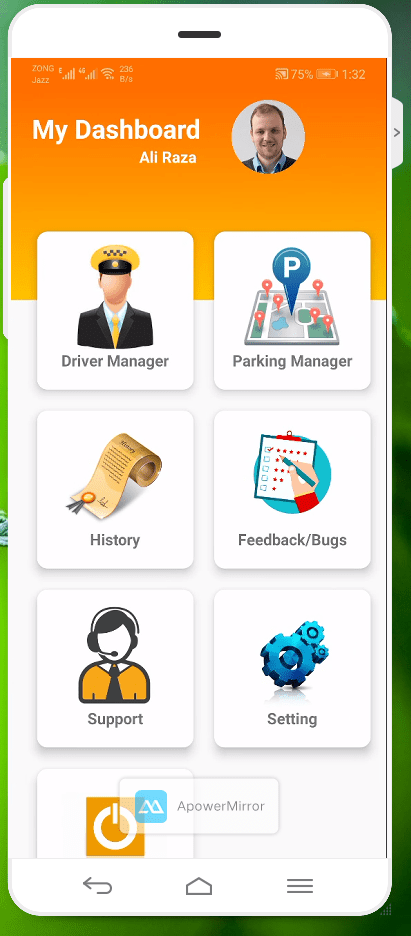 ZONG
Jazz
4G
236
B/s
75%
1:32
My Dashboard
Ali Raza
P
Driver Manager
Parking Manager
History
History
Feedback/Bugs
Support
Setting
ApowerMirror